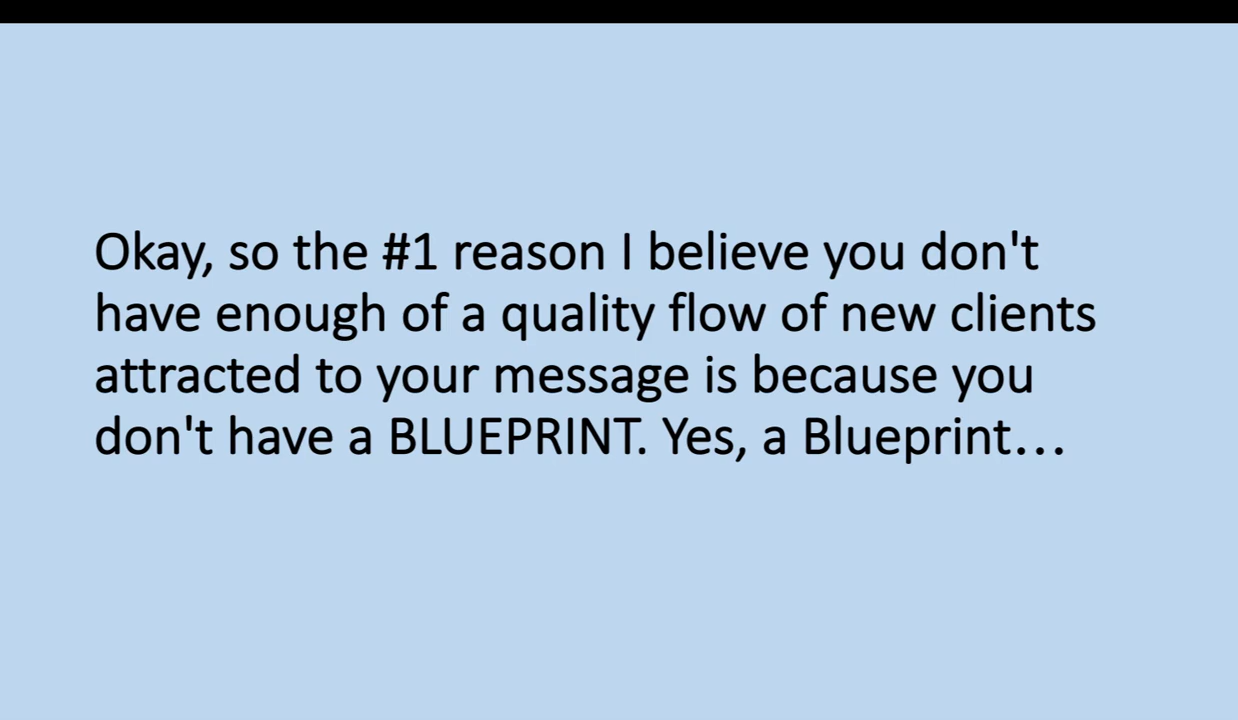 Okay, so the #1 reason I believe you don't
have enough of a quality flow of new clients
attracted to your message is because you
don't have a BLUEPRINT. Yes, a Blueprint…